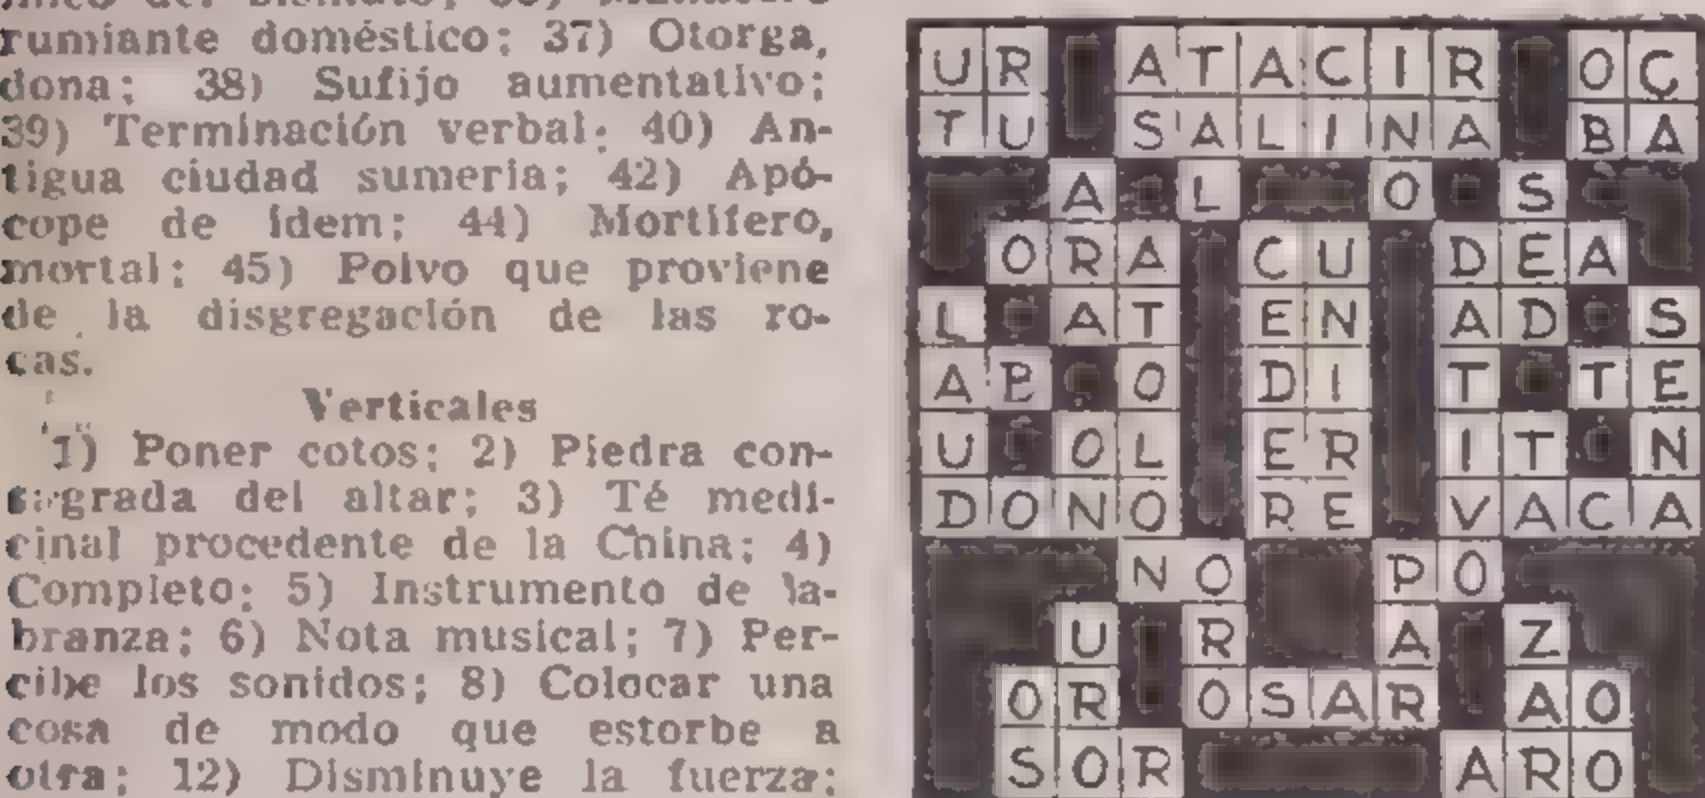 rumiante doméstico; 37) Otorga,
dona; 38) Sufijo aumentativo;
39) Terminación verbal; 40) An-
tigua ciudad sumeria; 42) Apó-
cope de ídem; 44) Mortífero,
mortal; 45) Polvo que proviene
de la disgregación de las ro-
cas.
Verticales
1) Poner cotos; 2) Piedra con-
sagrada del altar; 3) Té medi-
cinal procedente de la China; 4)
Completo; 5) Instrumento de la-
branza; 6) Nota musical; 7) Per-
cibe los sonidos; 8) Colocar una
cosa de modo que estorbe a
otra; 12) Disminuye la fuerza;
UR ATACIR OC
TU SALINA BA
A L O S
ORA CU DEA
L AT EN AD S
AB O DI T TE
U OL ER IT N
DONO RE VACA
NO PO
U R A Z
OR OSAR AO
SOR ARO